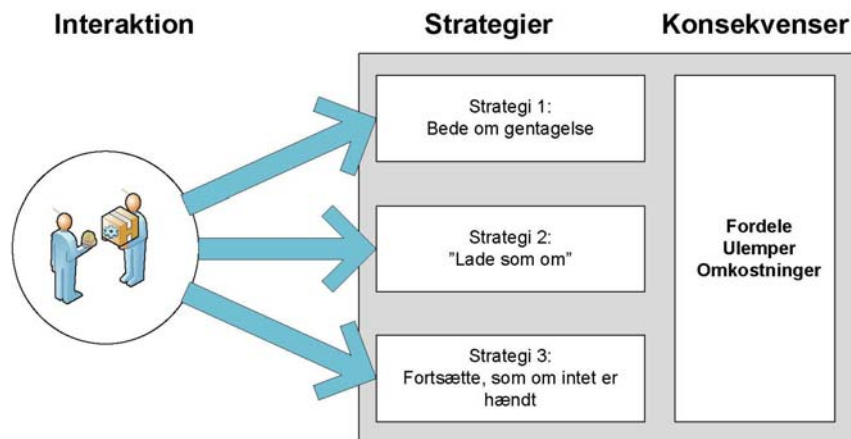 Interaktion
Strategier
Konsekvenser
Strategi 1:
Bede om gentagelse
Strategi 2:
”Lade som om”
Strategi 3:
Fortsætte, som om intet er
hændt
Fordele
Ulemper
Omkostninger